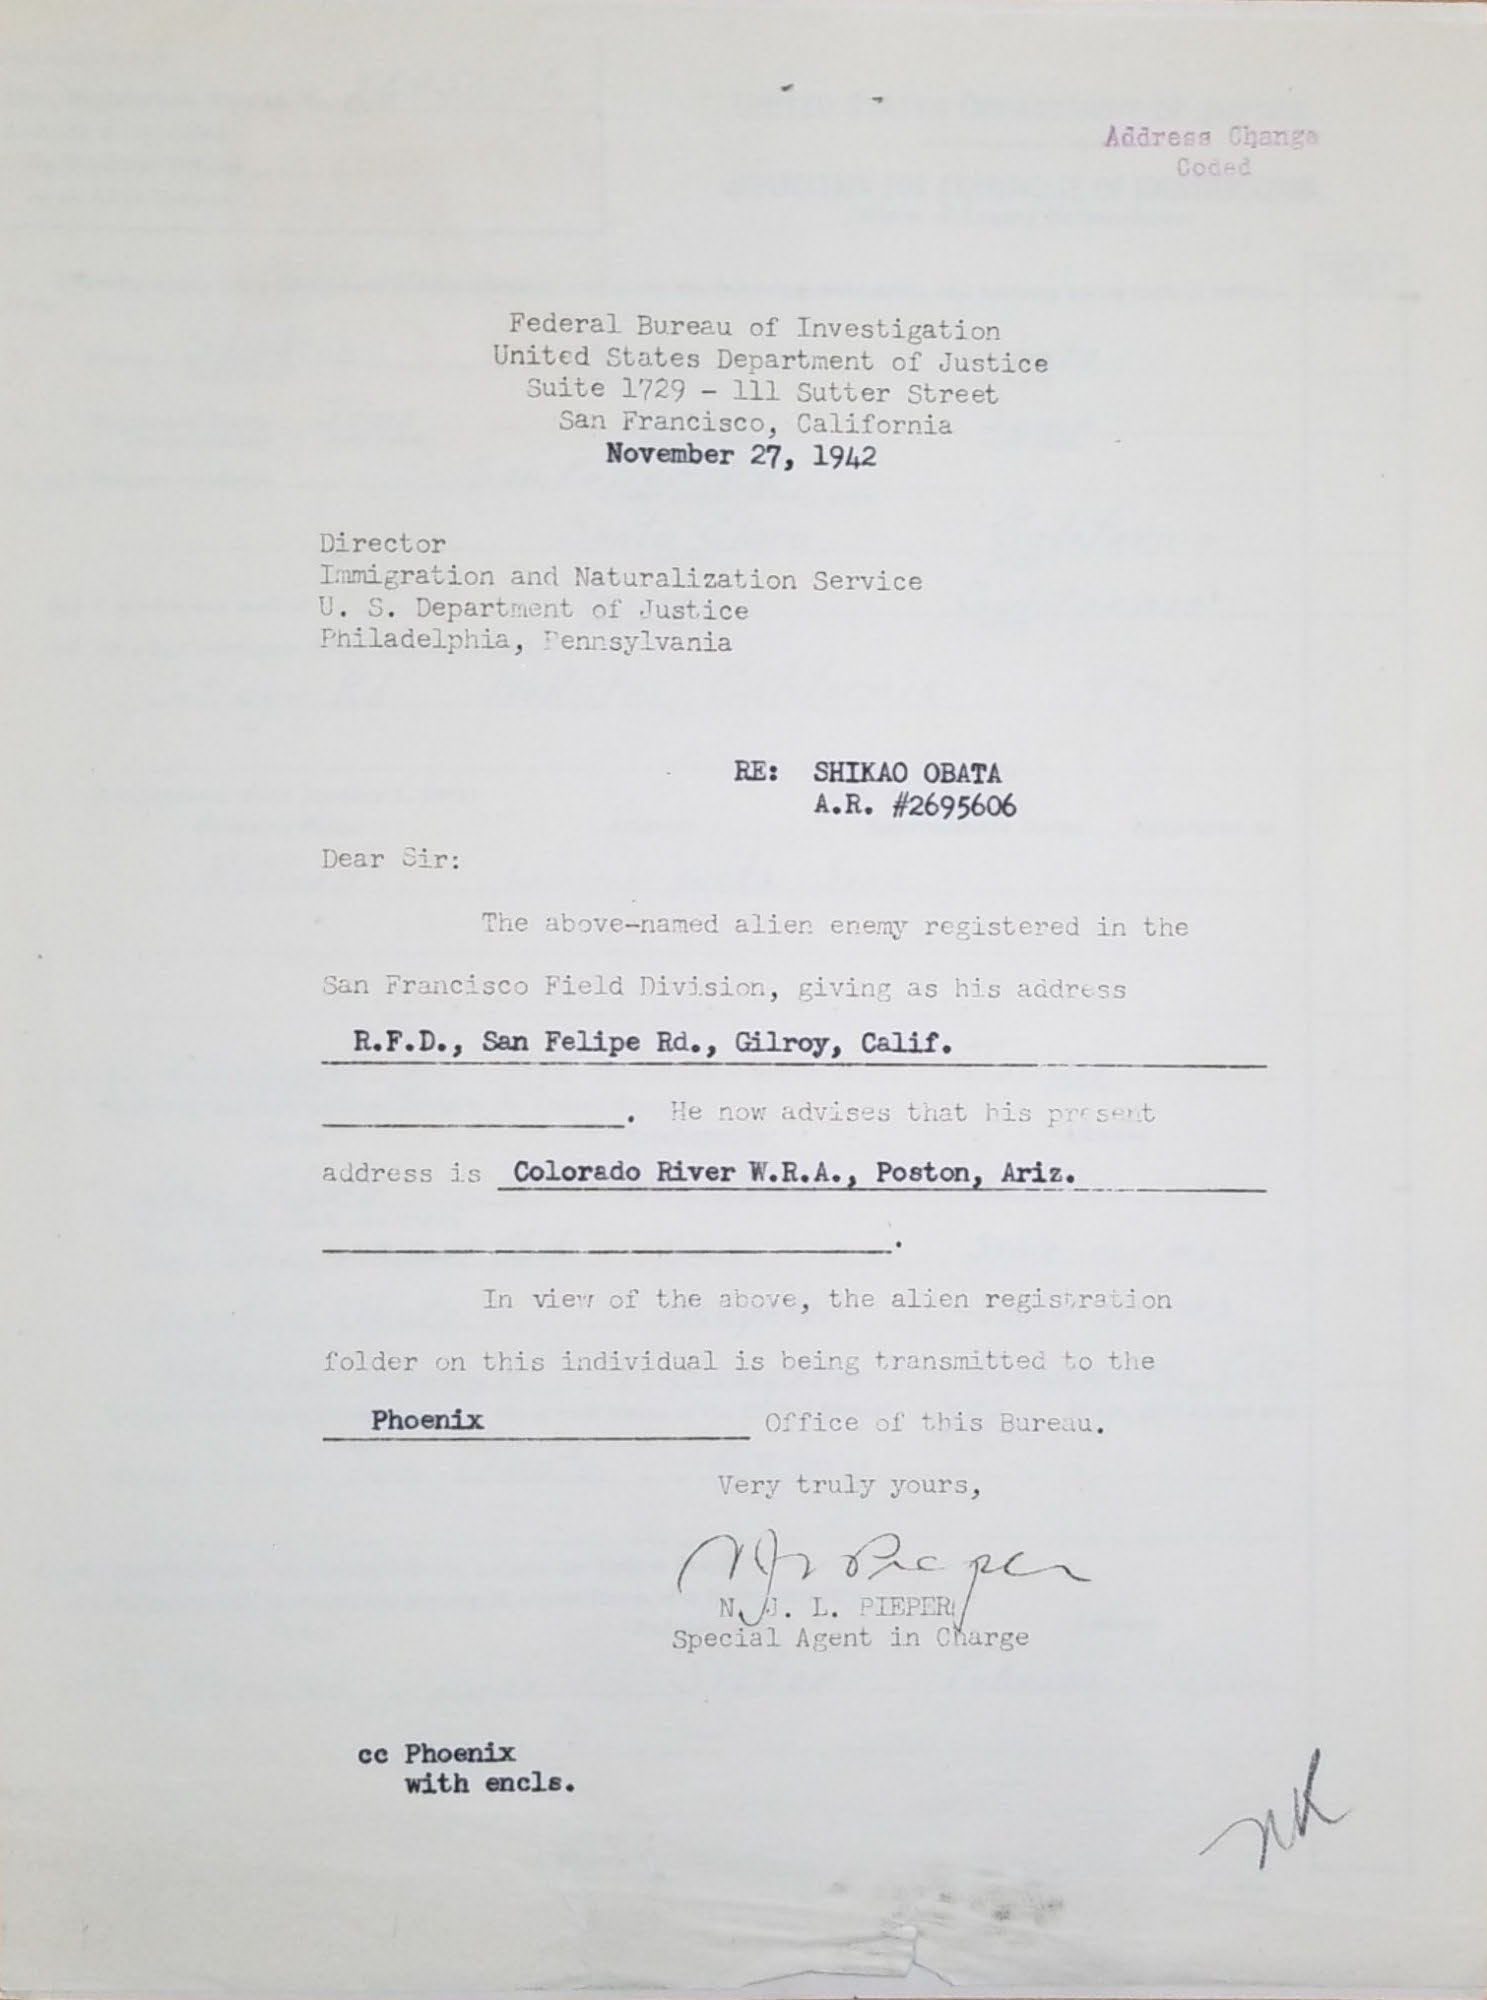 Address Change
Coded
Federal Bureau of Investigation
United States Department of Justice
Suite 1729 - 111 Sutter Street
San Francisco, California
November 27, 1942
Director
Immigration and Naturalization Service
U. S. Department of Justice
Philadelphia, Pennsylvania
RE: SHIKAO OBATA
A.R. #2695606
Dear Sir:
The above-named alien enemy registered in the
San Francisco Field Division, giving as his address
R.F.D., San Felipe Rd., Gilroy, Calif.
. He now advises that his present
address is Colorado River W.R.A., Poston, Ariz.
.
In view of the above, the alien registration
folder on this individual is being transmitted to the
Phoenix Office of this Bureau.
Very truly yours,
NJL Pieper
N. J. L. PIEPER
Special Agent in Charge
cc Phoenix
with encls.
NK